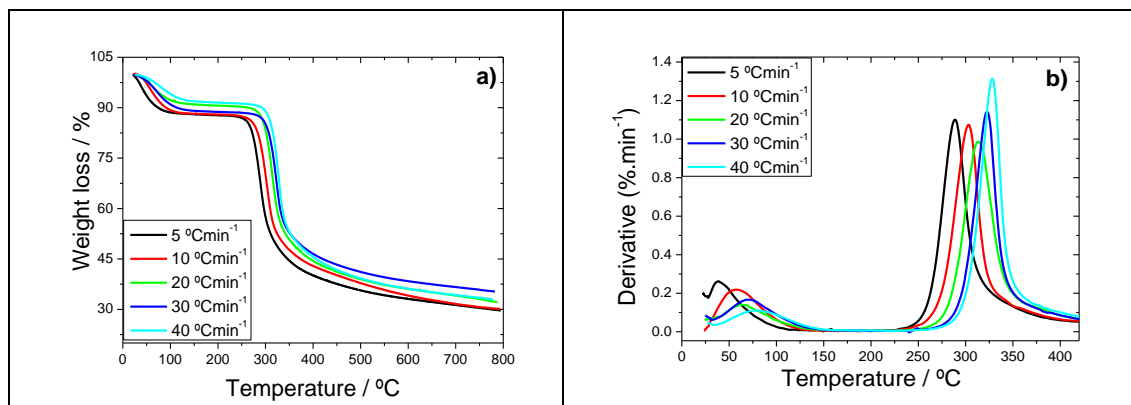 a)
105
90
75
60
45
30
Weight loss / %
5 ºCmin-1
10 ºCmin-1
20 ºCmin-1
30 ºCmin-1
40 ºCmin-1
0 100 200 300 400 500 600 700 800
Temperature / ºC
b)
1.4
1.2
1.0
0.8
0.6
0.4
0.2
0.0
Derivative (%.min-1)
5 ºCmin-1
10 ºCmin-1
20 ºCmin-1
30 ºCmin-1
40 ºCmin-1
0 50 100 150 200 250 300 350 400
Temperature / ºC